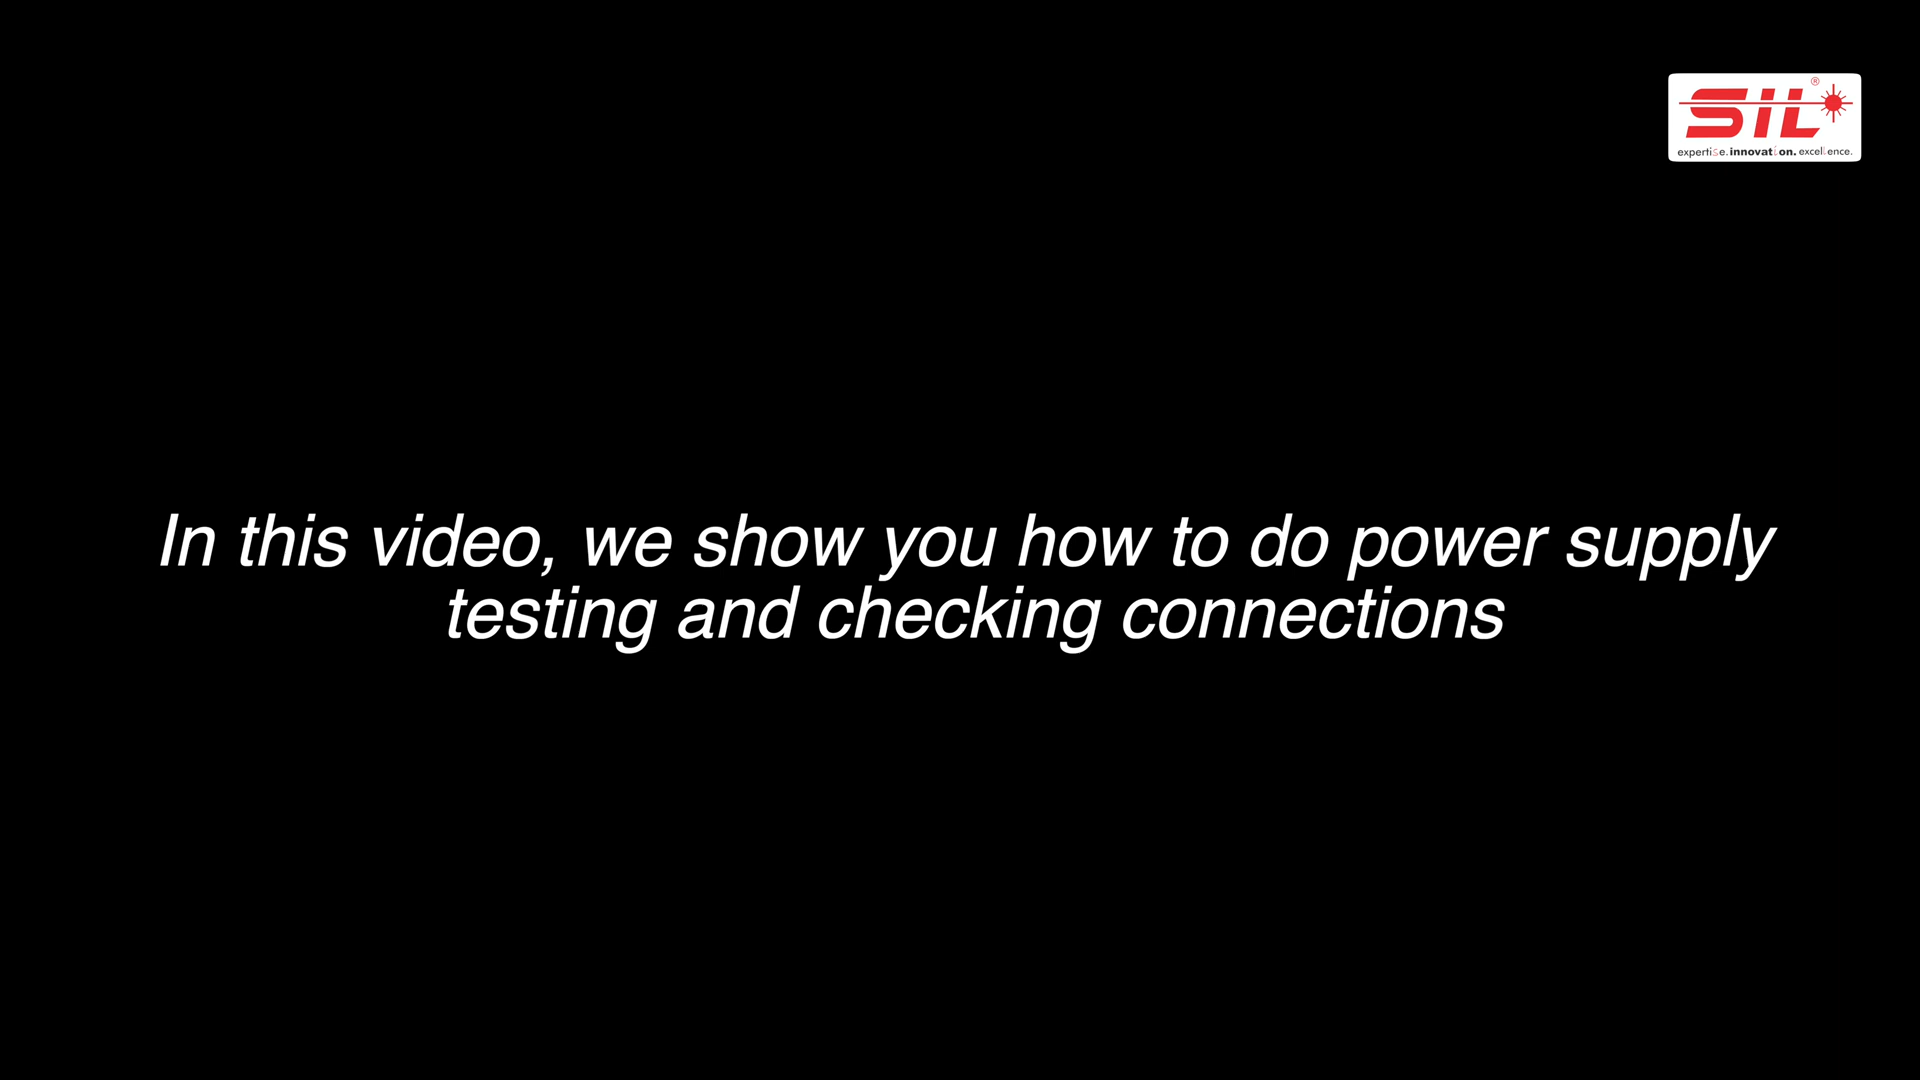 SIL®
expertise.innovation.excellence.
In this video, we show you how to do power supply
testing and checking connections